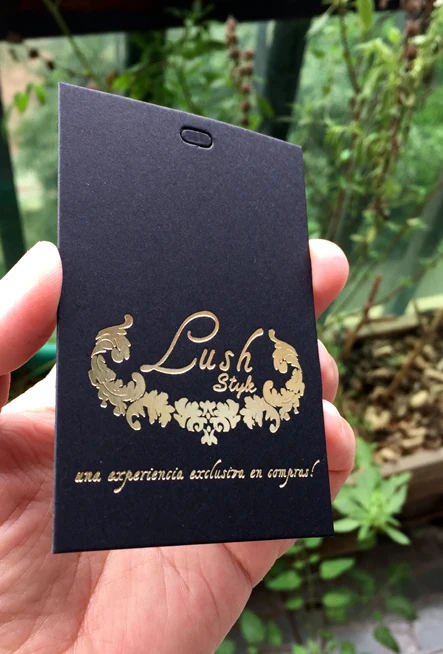 Lush
Style
una experiencia exclusiva en compras!